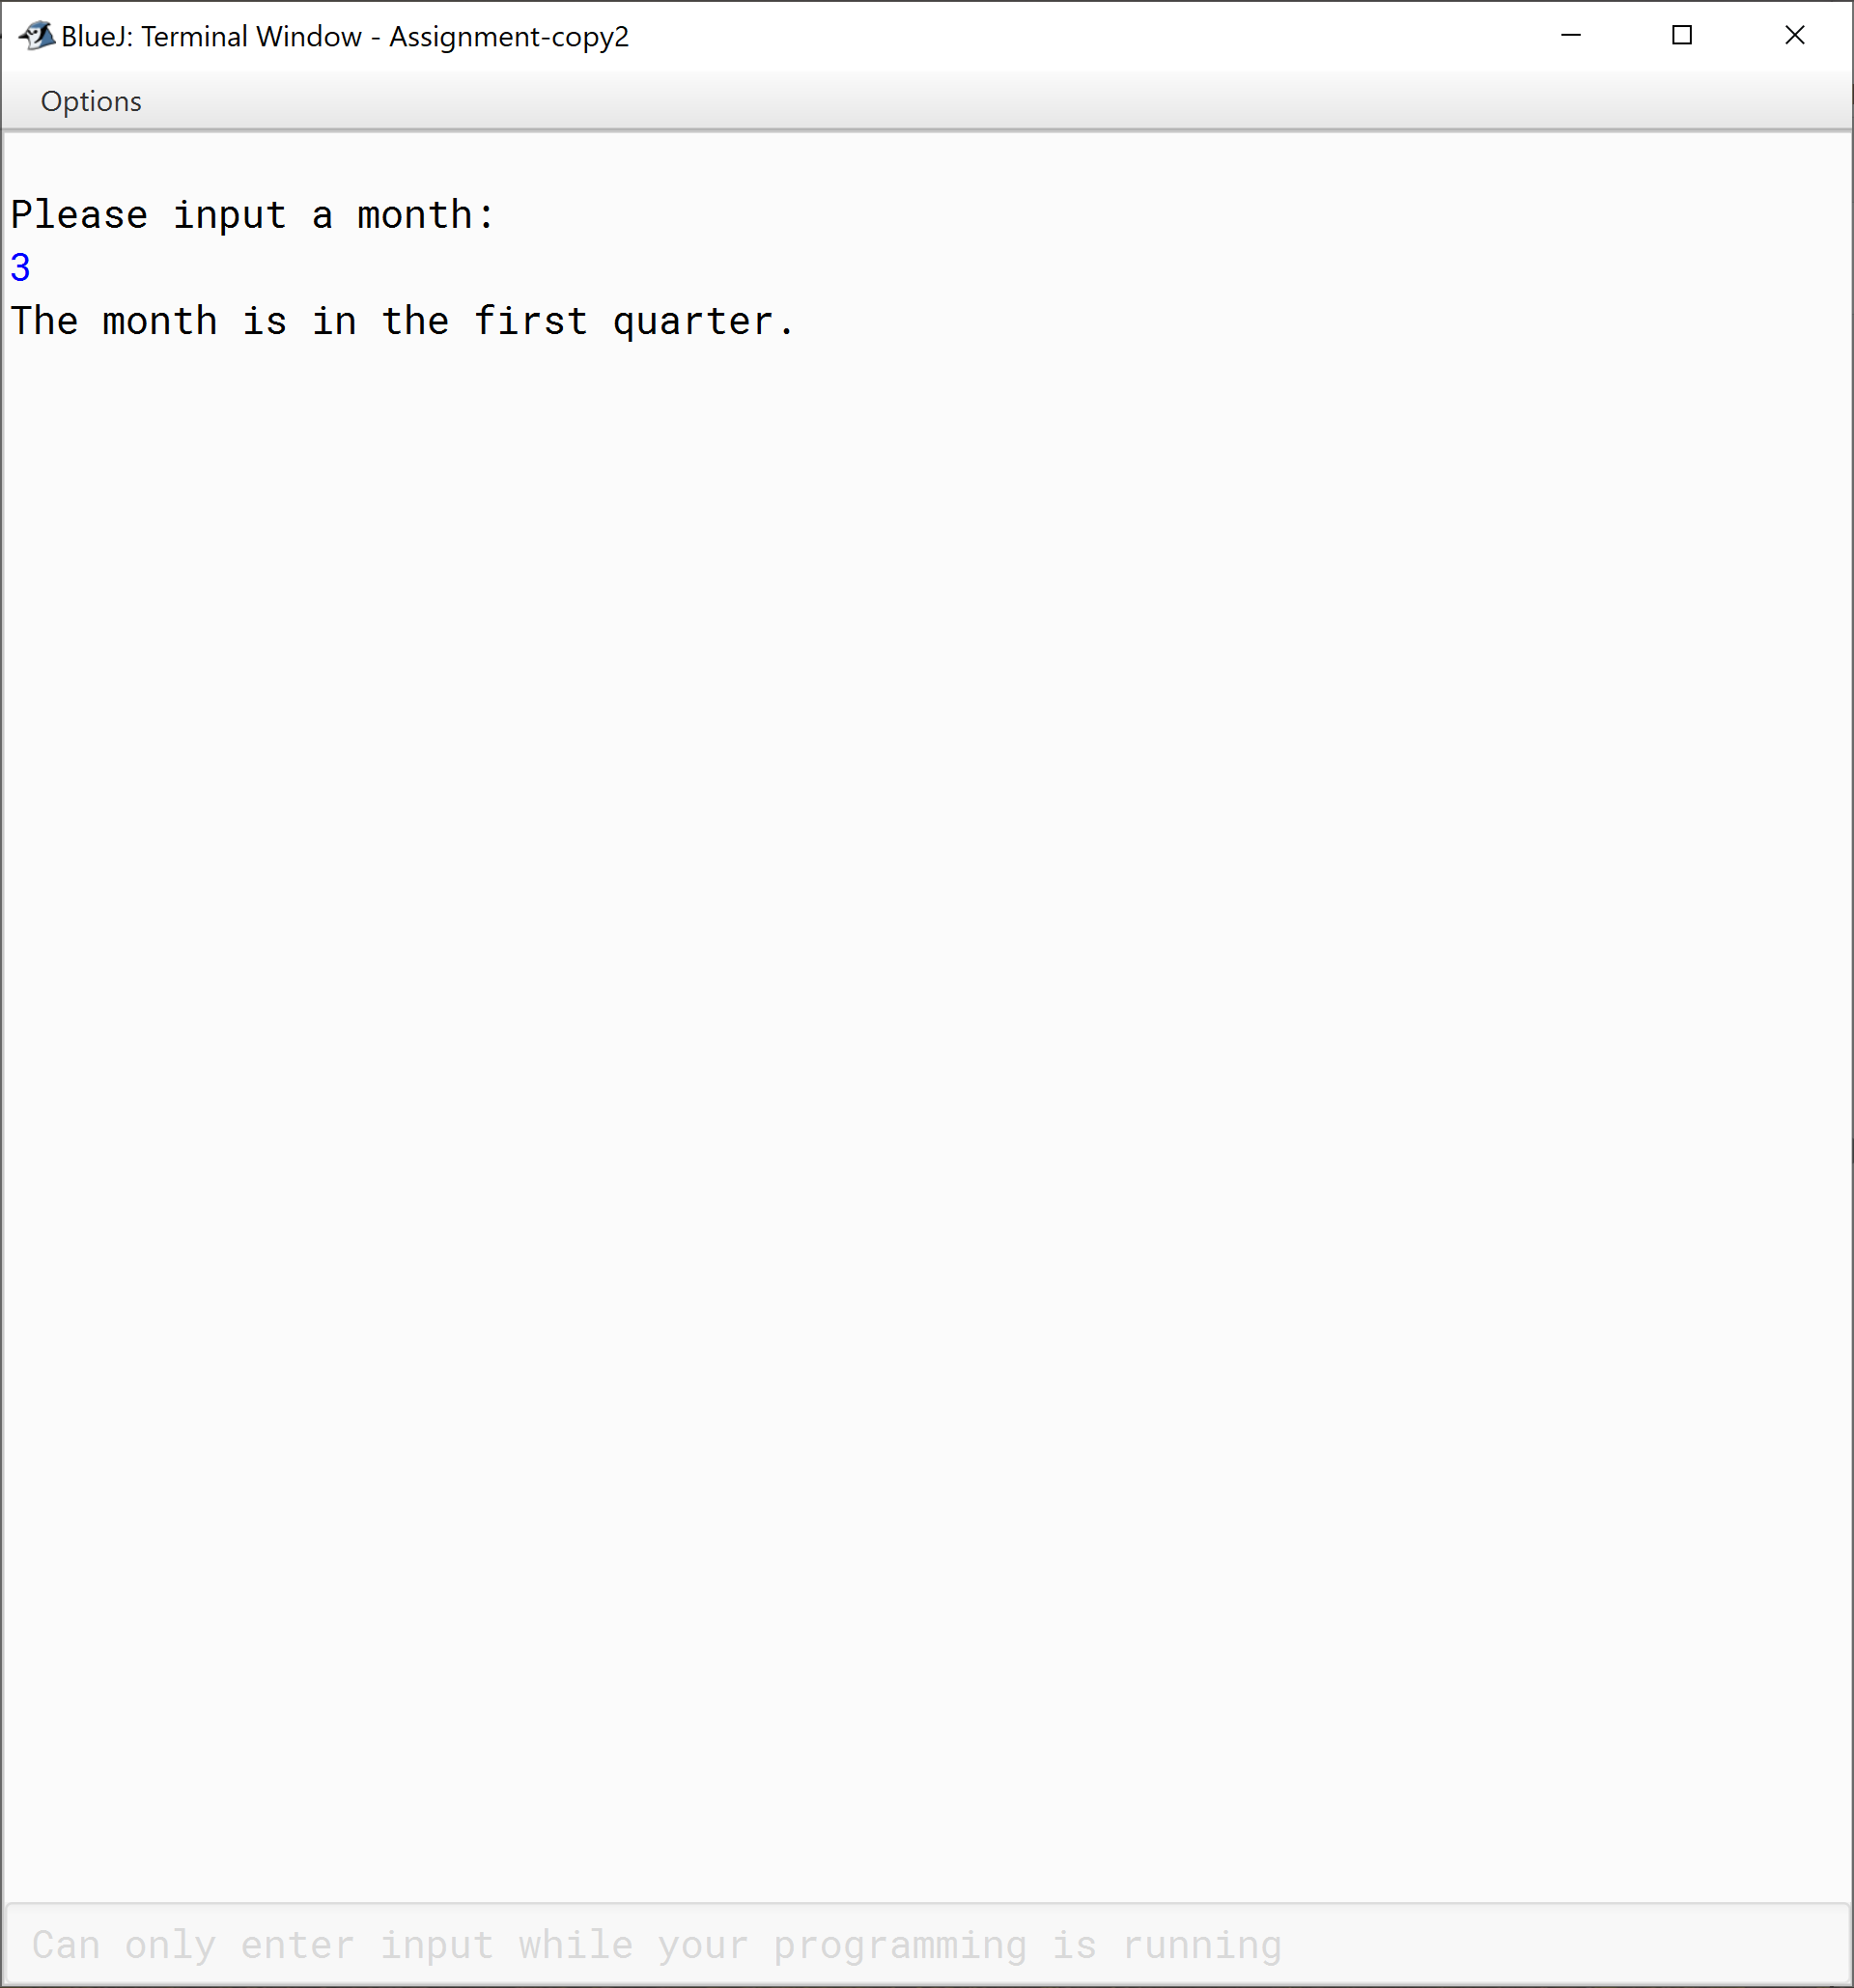 BlueJ: Terminal Window - Assignment-copy2
Options
Please input a month:
3
The month is in the first quarter.
Can only enter input while your programming is running